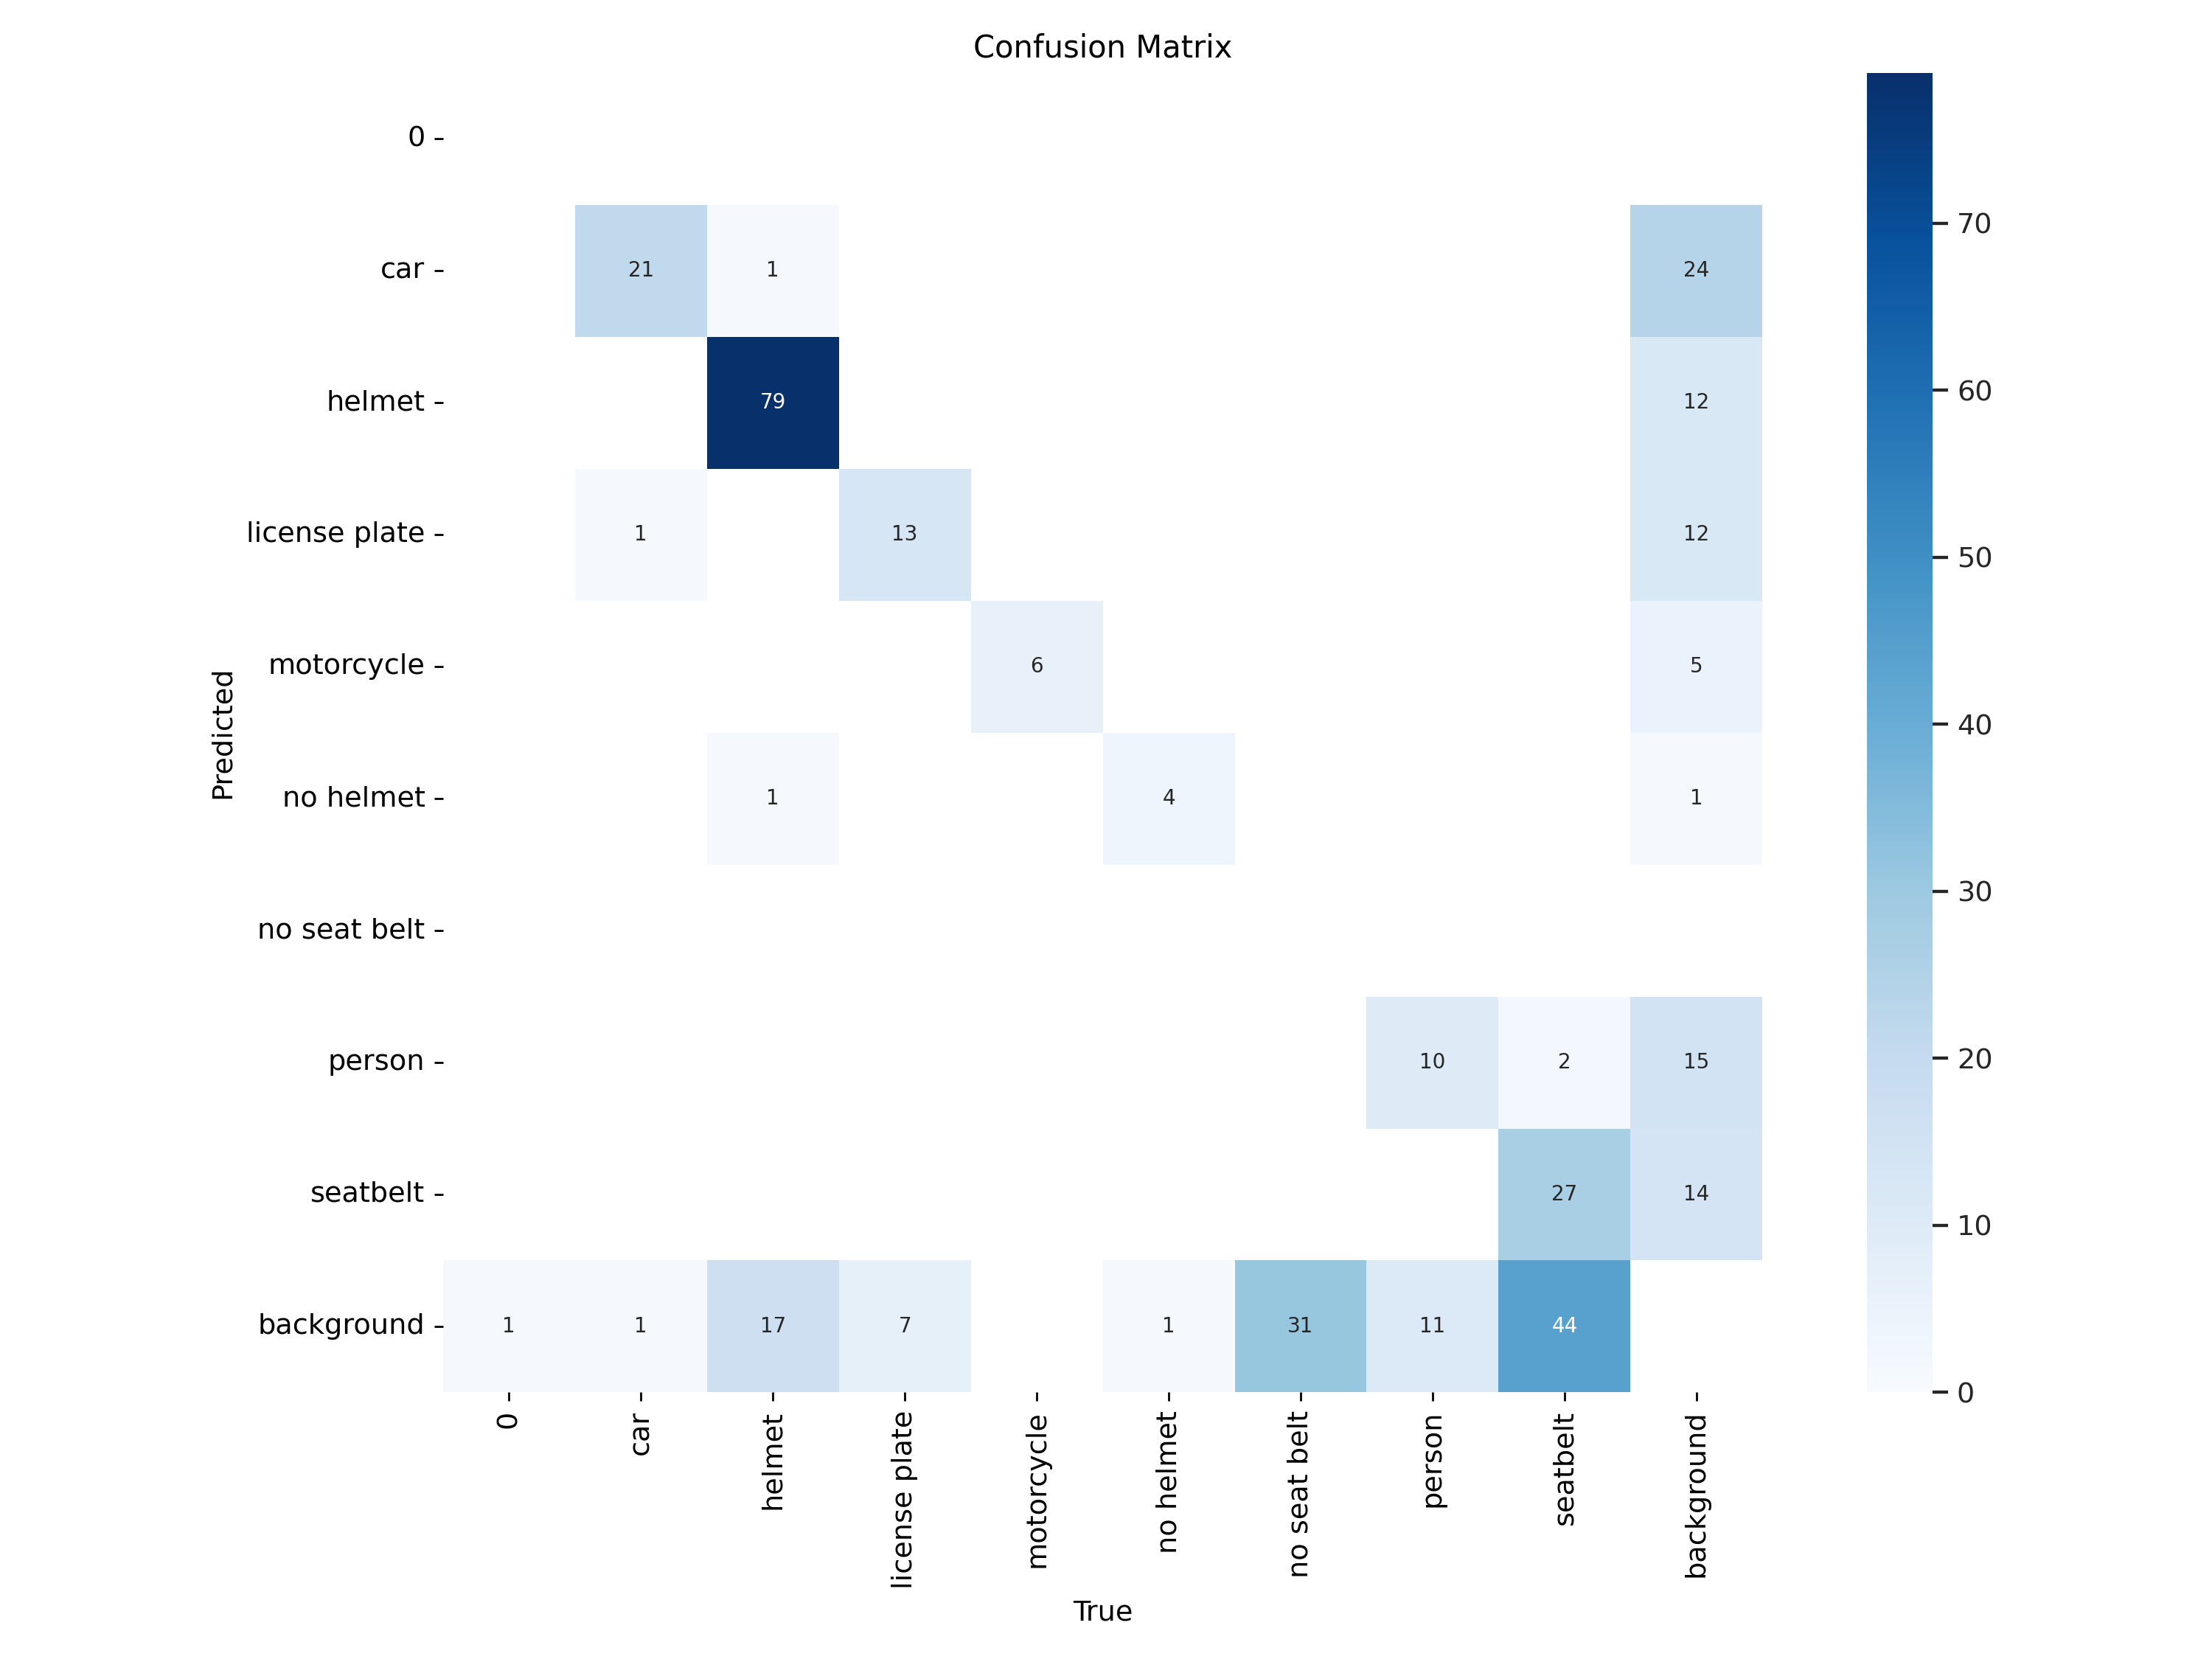 Confusion Matrix
0
car 21 1 24
helmet 79 12
license plate 1 13 12
motorcycle 6 5
no helmet 1 4 1
no seat belt
person 10 2 15
seatbelt 27 14
background 1 1 17 7 1 31 11 44
Predicted
0 car helmet license plate motorcycle no helmet no seat belt person seatbelt background
True
70
60
50
40
30
20
10
0